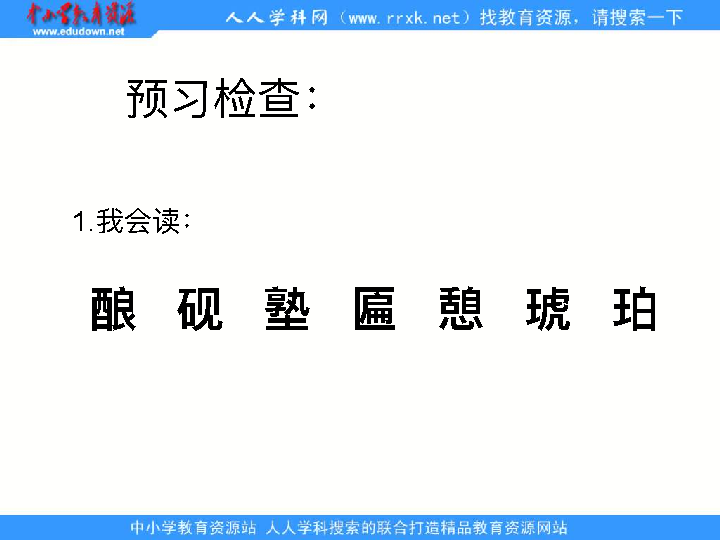 中小学教育资源
www.edudown.net
人人学科网（www.rrxk.net）找教育资源，请搜索一下
预习检查：
1.我会读：
酿 砚 塾 匾 憩 琥 珀
中小学教育资源站 人人学科搜索的联合打造精品教育资源网站